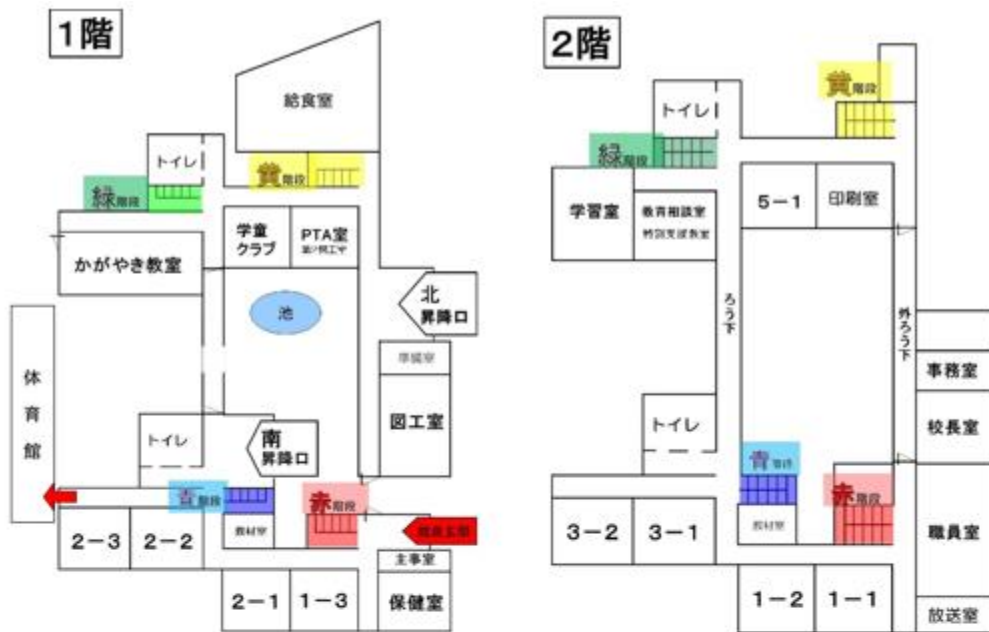 1階
給食室
トイレ
黄階段
緑階段
学童
クラブ
PTA室
かがやき教室
池
北
昇降口
準備室
体育館
図工室
トイレ
南
昇降口
青階段
赤階段
2-3
2-2
教材室
主事室
2-1
1-3
保健室
2階
黄階段
トイレ
緑階段
学習室
教育相談室
特別支援教室
5-1
印刷室
ろう下
外ろう下
事務室
校長室
トイレ
青階段
赤階段
3-2
3-1
教材室
職員室
1-2
1-1
放送室